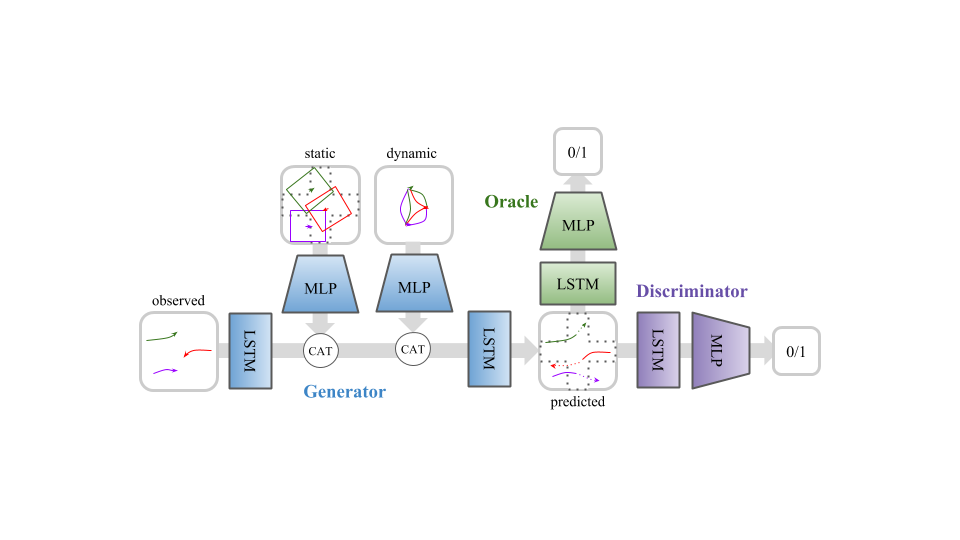 0/1
static
dynamic
Oracle
MLP
MLP
MLP
LSTM
Discriminator
observed
LSTM
CAT
CAT
LSTM
LSTM
MLP
0/1
Generator
predicted